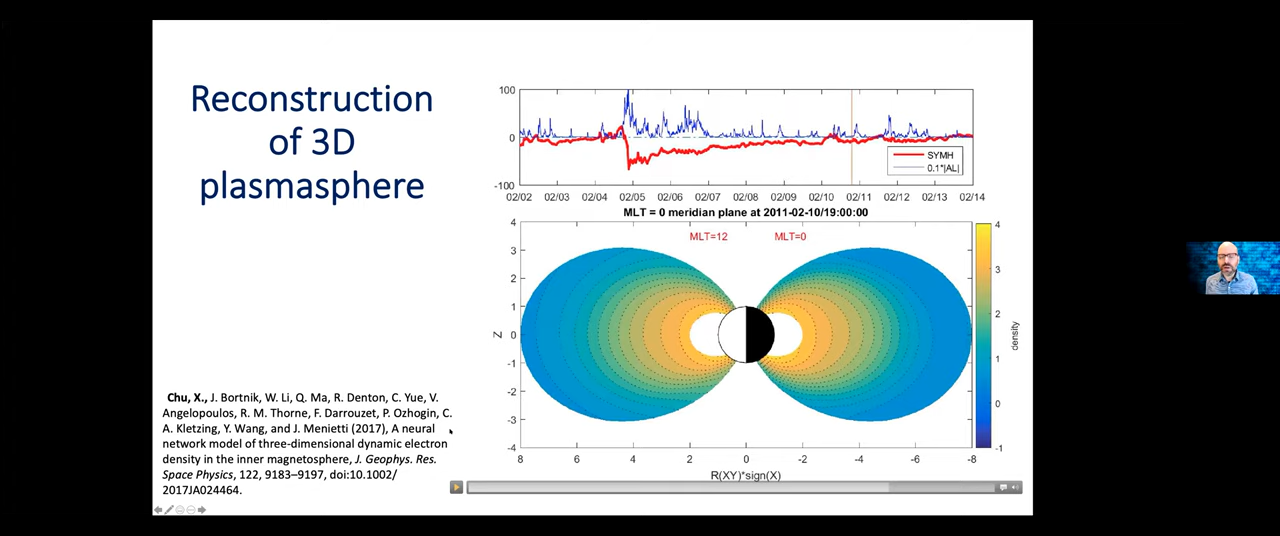 Reconstruction
of 3D
plasmasphere
100
0
-100
SYMH
0.1*|AL|
02/02 02/03 02/04 02/05 02/06 02/07 02/08 02/09 02/10 02/11 02/12 02/13 02/14
MLT = 0 meridian plane at 2011-02-10/19:00:00
MLT=12 MLT=0
4
3
2
1
0
-1
-2
-3
-4
Z
8 6 4 2 0 -2 -4 -6 -8
R(XY)*sign(X)
4
3
2
1
0
-1
density
Chu, X., J. Bortnik, W. Li, Q. Ma, R. Denton, C. Yue, V.
Angelopoulos, R. M. Thorne, F. Darrouzet, P. Ozhogin, C.
A. Kletzing, Y. Wang, and J. Menietti (2017), A neural
network model of three-dimensional dynamic electron
density in the inner magnetosphere, J. Geophys. Res.
Space Physics, 122, 9183–9197, doi:10.1002/
2017JA024464.